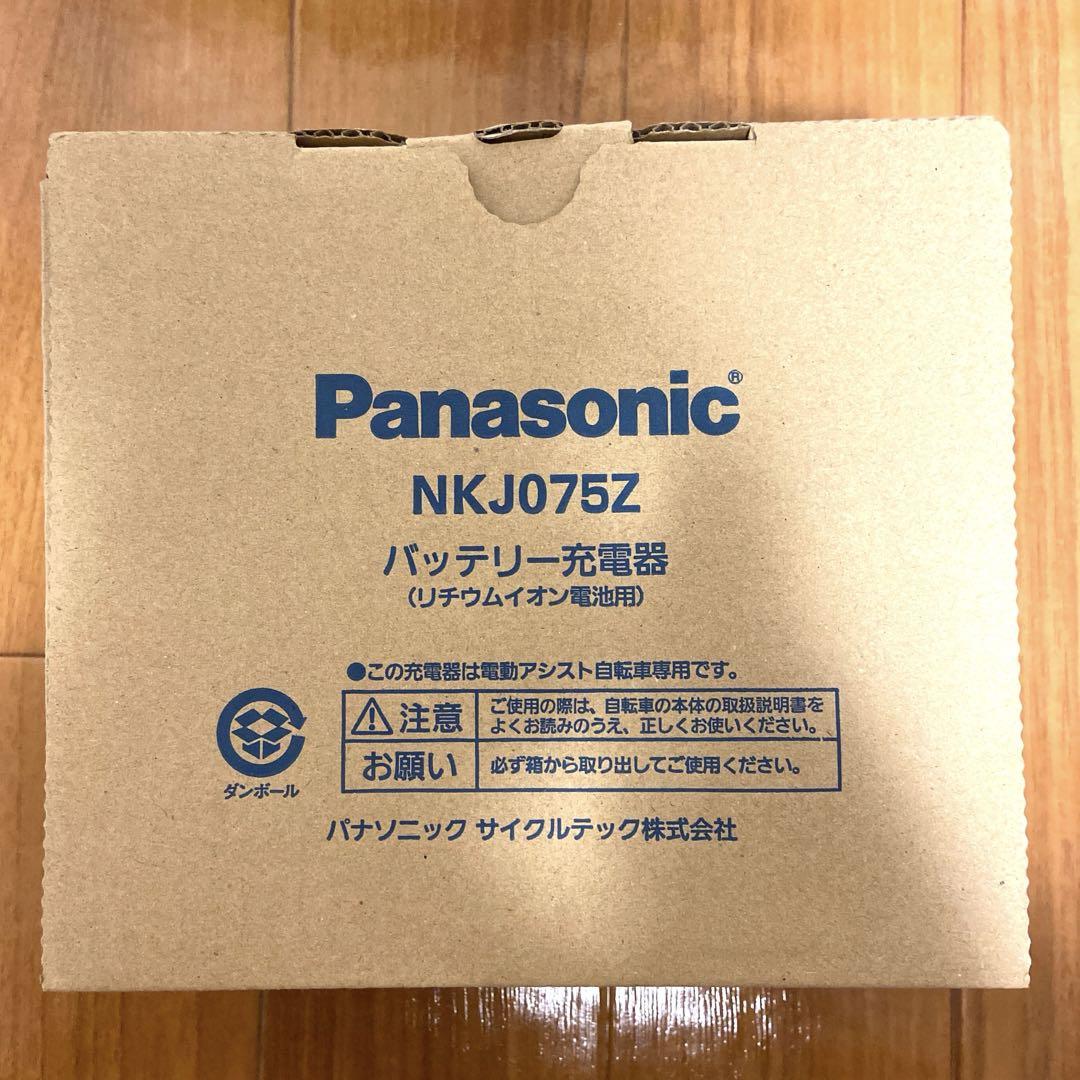 Panasonic®
NKJ075Z
バッテリー充電器
(リチウムイオン電池用)
●この充電器は電動アシスト自転車専用です。
注意
ご使用の際は、自転車の本体の取扱説明書を
よくお読みのうえ、正しくお使いください。
お願い
必ず箱から取り出してご使用ください。
ダンボール
パナソニック サイクルテック株式会社